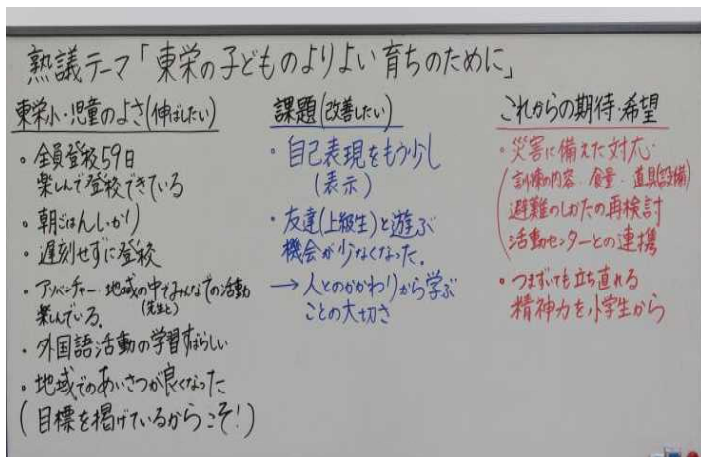 熟議テーマ「東栄の子どものよりよい育ちのために」
東栄小・児童のよさ(伸ばしたい)
・全員登校59日
楽しんで登校できている
・朝ごはんしっかり
・遅刻せずに登校
・アドベンチャー・地域の中でみんなでの活動
(先生と)
楽しんでいる。
・外国語活動の学習すばらしい
・地域でのあいさつが良くなった
(目標を掲げているからこそ!)
課題(改善したい)
・自己表現をもう少し
(表示)
・友達(上級生)と遊ぶ
機会が少なくなった。
→人とのかかわりから学ぶ
ことの大切さ
これからの期待・希望
・災害に備えた対応
(訓練の内容・食量・道具(設備)
避難のしかたの再検討
活動センターとの連携)
・つまずいても立ち直れる
精神力を小学生から